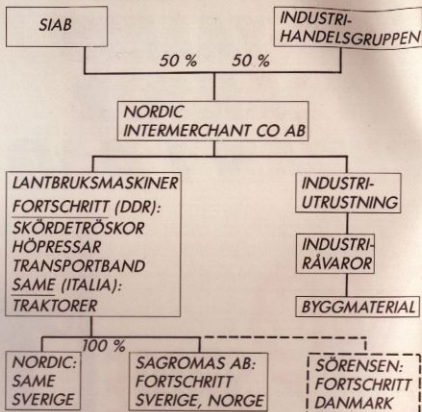 SIAB
INDUSTRI-
HANDELSGRUPPEN
50 % 50 %
NORDIC
INTERMERCHANT CO AB
LANTBRUKSMASKINER
FORTSCHRITT (DDR):
SKÖRDETRÖSKOR
HÖPRESSAR
TRANSPORTBAND
SAME (ITALIA):
TRAKTORER
INDUSTRI-
UTRUSTNING
INDUSTRI-
RÅVAROR
BYGGMATERIAL
100 %
NORDIC:
SAME
SVERIGE
SAGROMAS AB:
FORTSCHRITT
SVERIGE, NORGE
SÖRENSEN:
FORTSCHRITT
DANMARK